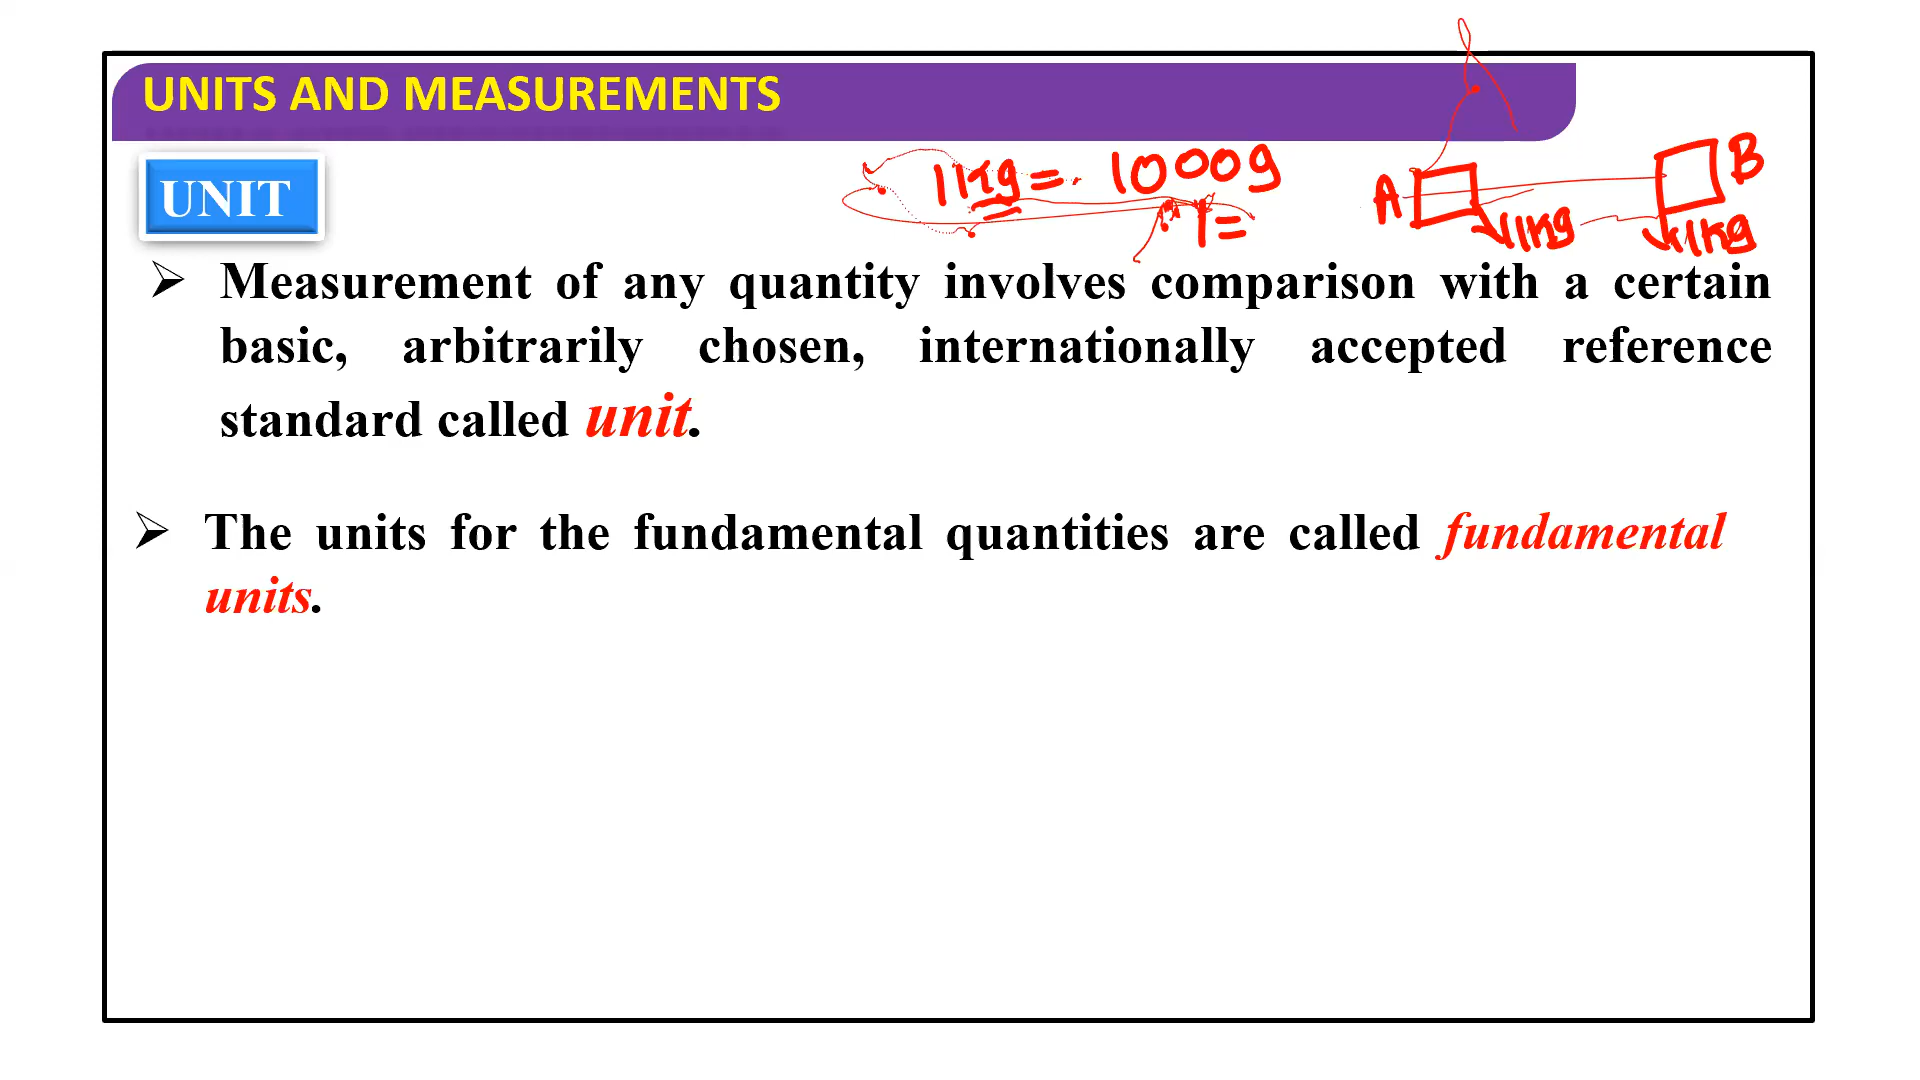 UNITS AND MEASUREMENTS
1kg = 1000g
1 =
A
B
1kg
1kg
UNIT
➢ Measurement of any quantity involves comparison with a certain
basic, arbitrarily chosen, internationally accepted reference
standard called unit.
➢ The units for the fundamental quantities are called fundamental
units.